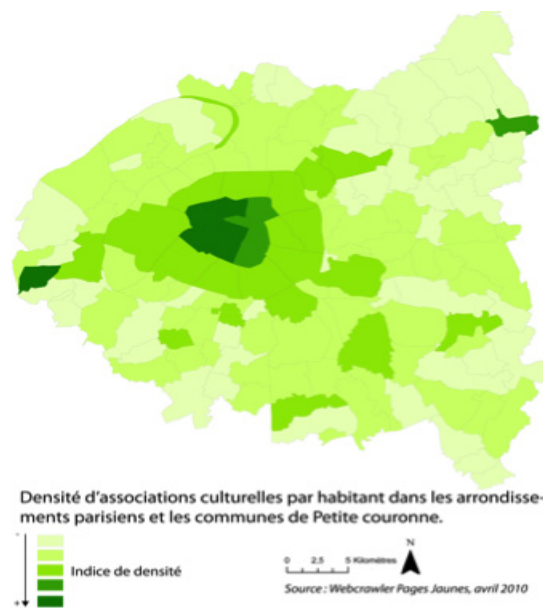 Densité d'associations culturelles par habitant dans les arrondisse-
ments parisiens et les communes de Petite couronne.
-
Indice de densité
+
N
0 2,5 5 Kilomètres
Source : Webcrawler Pages Jaunes, avril 2010